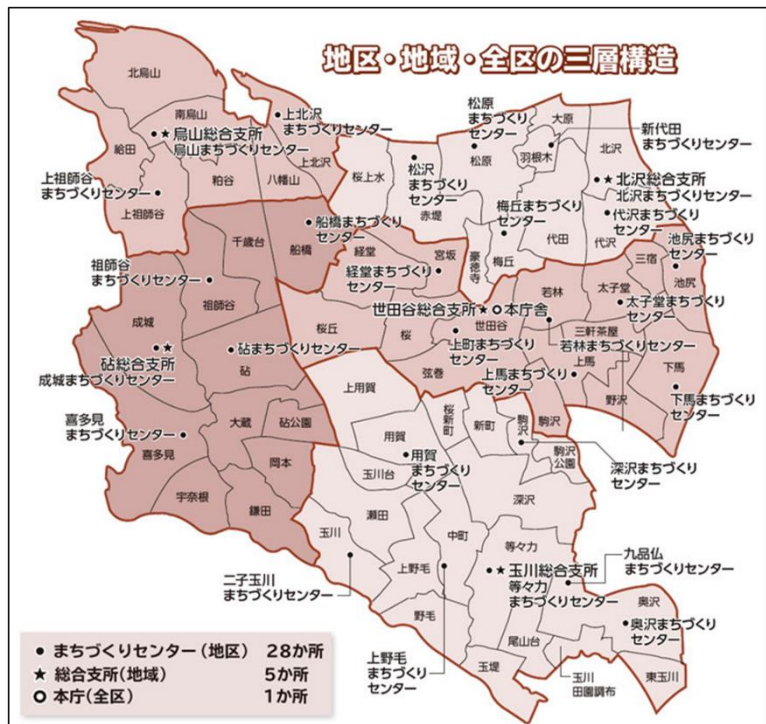 地区・地域・全区の三層構造
北烏山
南烏山
給田
烏山総合支所
烏山まちづくりセンター
上祖師谷
まちづくりセンター
上祖師谷
粕谷
八幡山
上北沢
上北沢
まちづくりセンター
桜上水
松沢
まちづくり
センター
赤堤
松原
まちづくり
センター
松原
大原
羽根木
新代田
まちづくりセンター
北沢
北沢総合支所
北沢まちづくりセンター
代沢まちづくり
センター
代沢
梅丘まちづくり
センター
代田
豪徳寺
梅丘
千歳台
船橋
船橋まちづくり
センター
祖師谷
まちづくりセンター
祖師谷
成城
砧総合支所
成城まちづくりセンター
砧まちづくりセンター
砧
喜多見
まちづくりセンター
喜多見
大蔵
砧公園
岡本
宇奈根
鎌田
経堂
宮坂
経堂まちづくり
センター
世田谷総合支所
本庁舎
桜丘
桜
世田谷
上町まちづくり
センター
弦巻
若林
太子堂
三宿
池尻
まちづくり
センター
池尻
太子堂まちづくり
センター
三軒茶屋
若林まちづくりセンター
上馬まちづくり
センター
上馬
下馬
野沢
下馬まちづくり
センター
駒沢
上用賀
桜新町
新町
駒沢
駒沢
公園
深沢まちづくり
センター
用賀
用賀
まちづくり
センター
玉川台
深沢
瀬田
玉川
中町
等々力
二子玉川
まちづくりセンター
上野毛
玉川総合支所
等々力
まちづくりセンター
九品仏
まちづくりセンター
野毛
奥沢
奥沢まちづくり
センター
尾山台
上野毛
まちづくり
センター
玉堤
玉川
田園調布
東玉川
● まちづくりセンター(地区) 28か所
★ 総合支所(地域) 5か所
○ 本庁(全区) 1か所